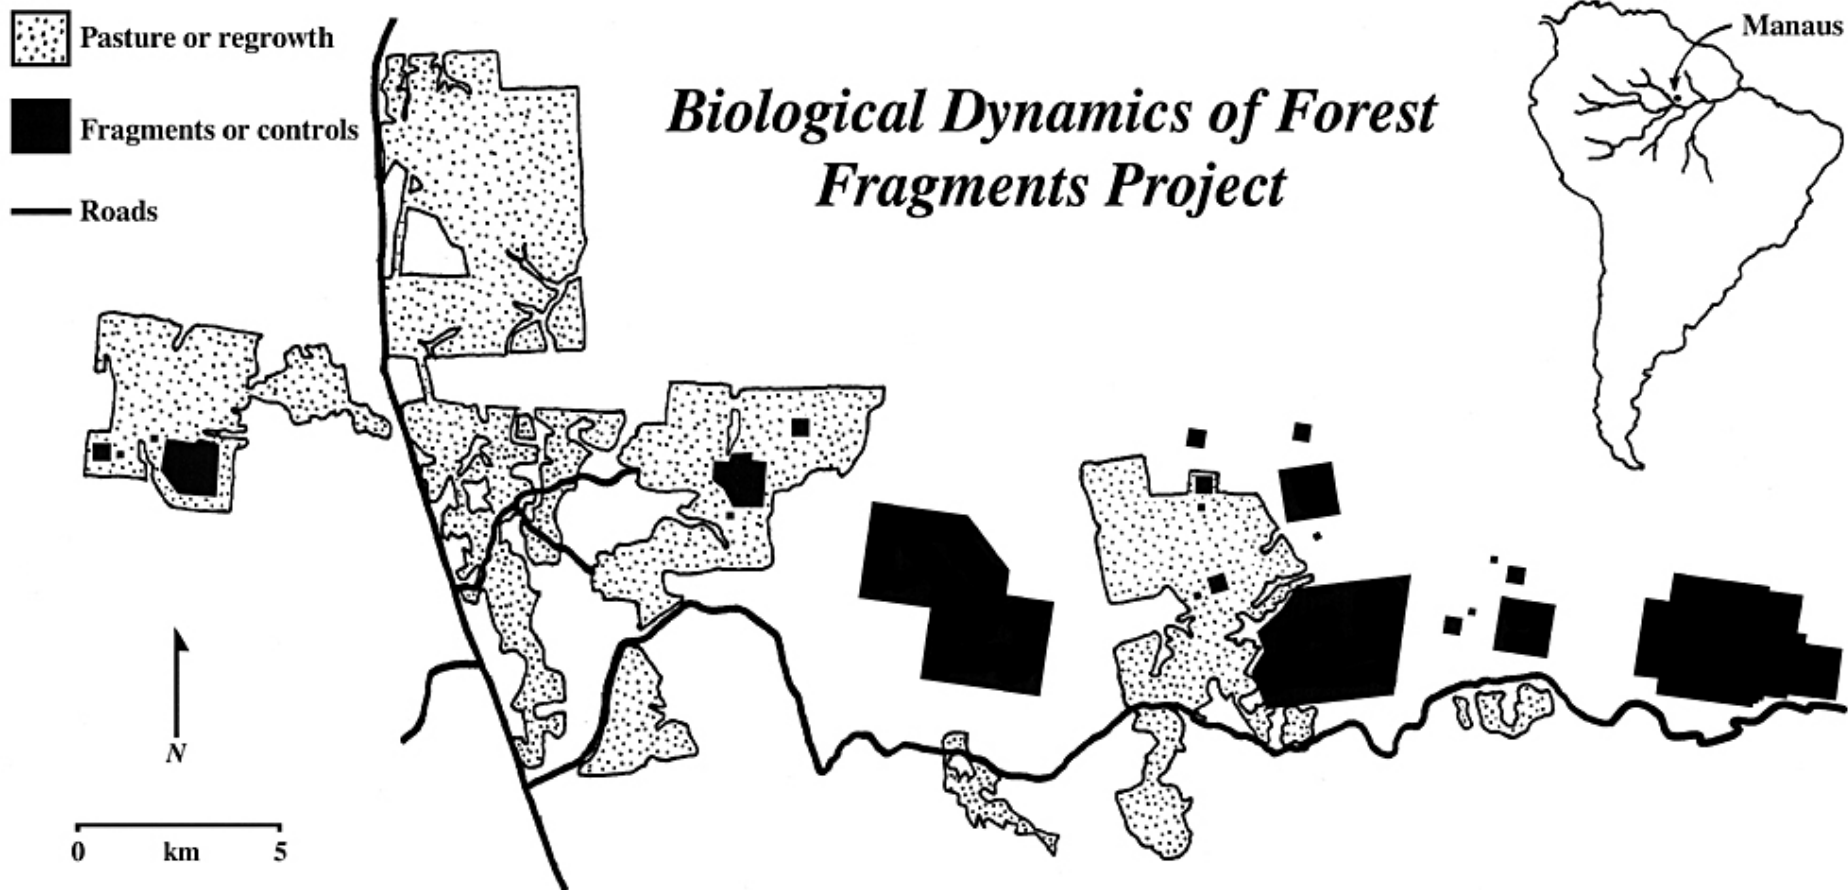 Pasture or regrowth
Fragments or controls
Roads
Biological Dynamics of Forest
Fragments Project
Manaus
N
0 km 5